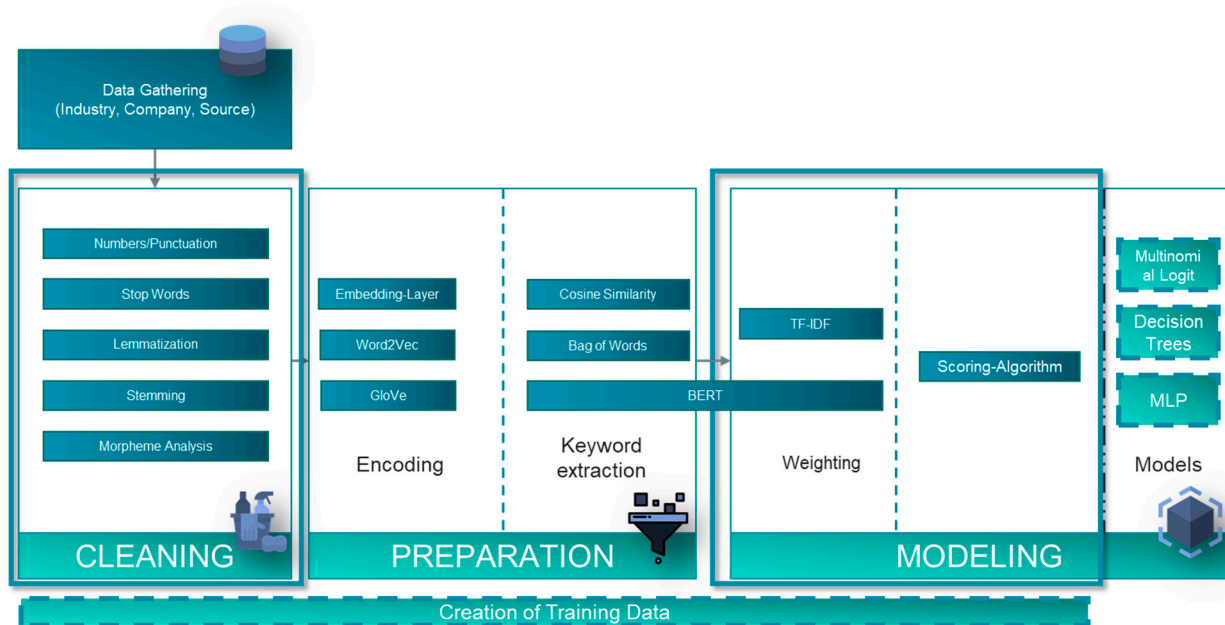 Data Gathering
(Industry, Company, Source)
Numbers/Punctuation
Stop Words
Lemmatization
Stemming
Morpheme Analysis
CLEANING
Embedding-Layer
Word2Vec
GloVe
Encoding
Cosine Similarity
Bag of Words
BERT
Keyword
extraction
PREPARATION
TF-IDF
Weighting
Scoring-Algorithm
Multinomi
al Logit
Decision
Trees
MLP
Models
MODELING
Creation of Training Data